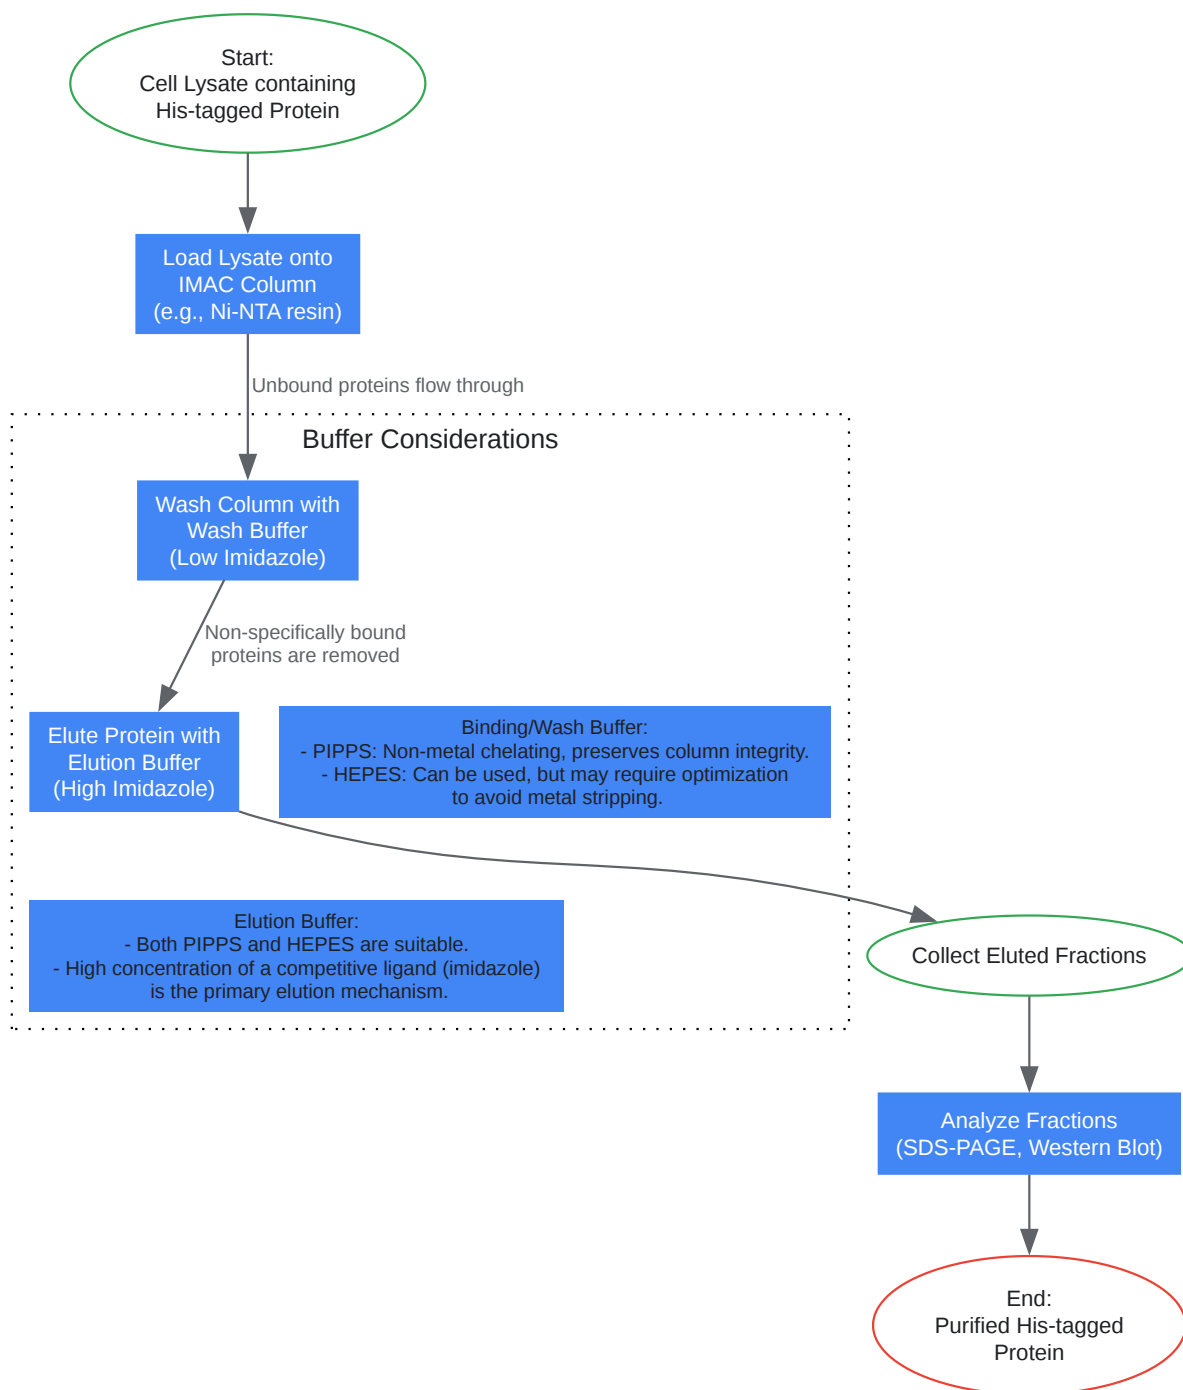 Start:
Cell Lysate containing
His-tagged Protein
Load Lysate onto
IMAC Column
(e.g., Ni-NTA resin)
Unbound proteins flow through
Buffer Considerations
Wash Column with
Wash Buffer
(Low Imidazole)
Non-specifically bound
proteins are removed
Elute Protein with
Elution Buffer
(High Imidazole)
Binding/Wash Buffer:
- PIPPS: Non-metal chelating, preserves column integrity.
- HEPES: Can be used, but may require optimization
to avoid metal stripping.
Elution Buffer:
- Both PIPPS and HEPES are suitable.
- High concentration of a competitive ligand (imidazole)
is the primary elution mechanism.
Collect Eluted Fractions
Analyze Fractions
(SDS-PAGE, Western Blot)
End:
Purified His-tagged
Protein